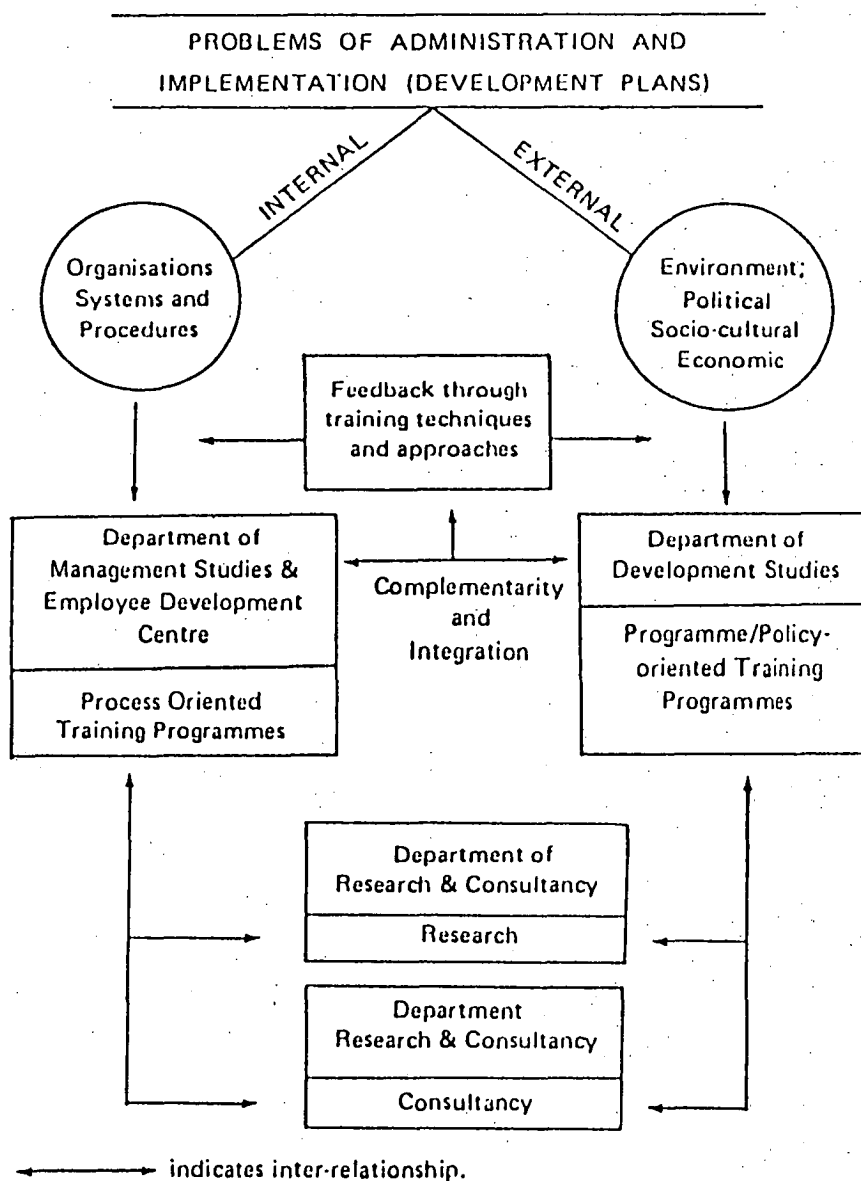 PROBLEMS OF ADMINISTRATION AND
IMPLEMENTATION (DEVELOPMENT PLANS)
INTERNAL
EXTERNAL
Organisations
Systems and
Procedures
Environment;
Political
Socio-cultural
Economic
Feedback through
training techniques
and approaches
Department of
Management Studies &
Employee Development
Centre
Process Oriented
Training Programmes
Complementarity
and
Integration
Department of
Development Studies
Programme/Policy-
oriented Training
Programmes
Department of
Research & Consultancy
Research
Department
Research & Consultancy
Consultancy
indicates inter-relationship.